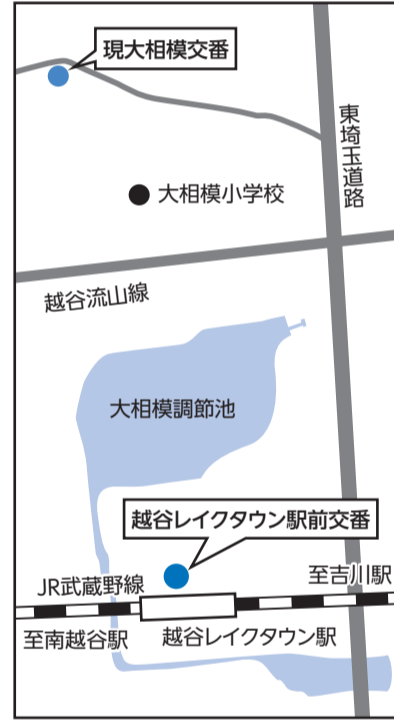 現大相模交番
東埼玉道路
大相模小学校
越谷流山線
大相模調節池
越谷レイクタウン駅前交番
至吉川駅
JR武蔵野線
至南越谷駅
越谷レイクタウン駅